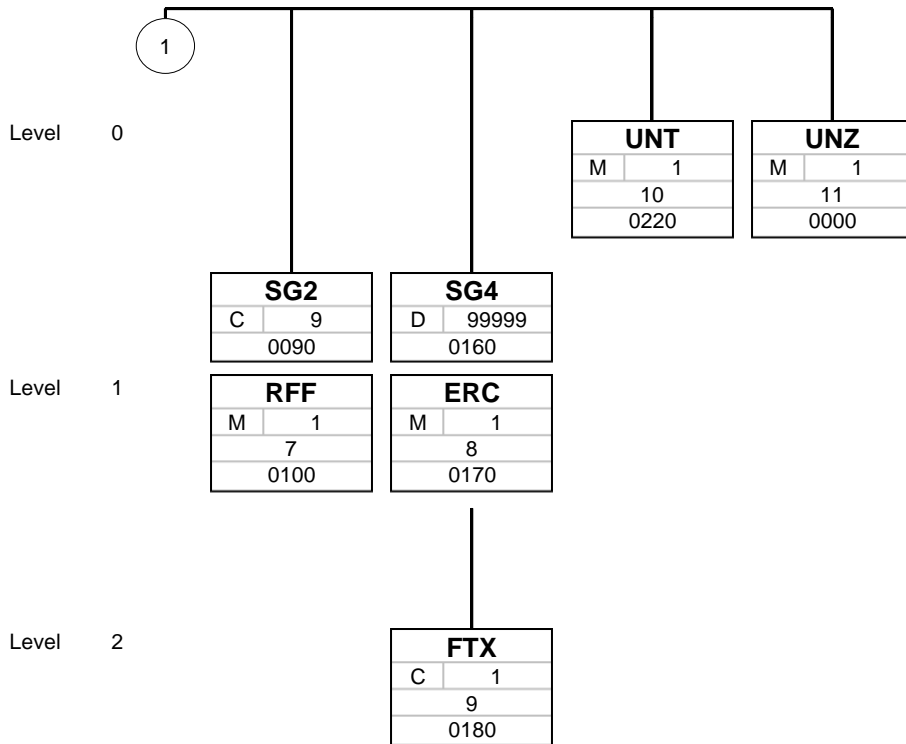 1
Level 0
UNT
M 1
10
0220
UNZ
M 1
11
0000
SG2
C 9
0090
SG4
D 99999
0160
Level 1
RFF
M 1
7
0100
ERC
M 1
8
0170
Level 2
FTX
C 1
9
0180